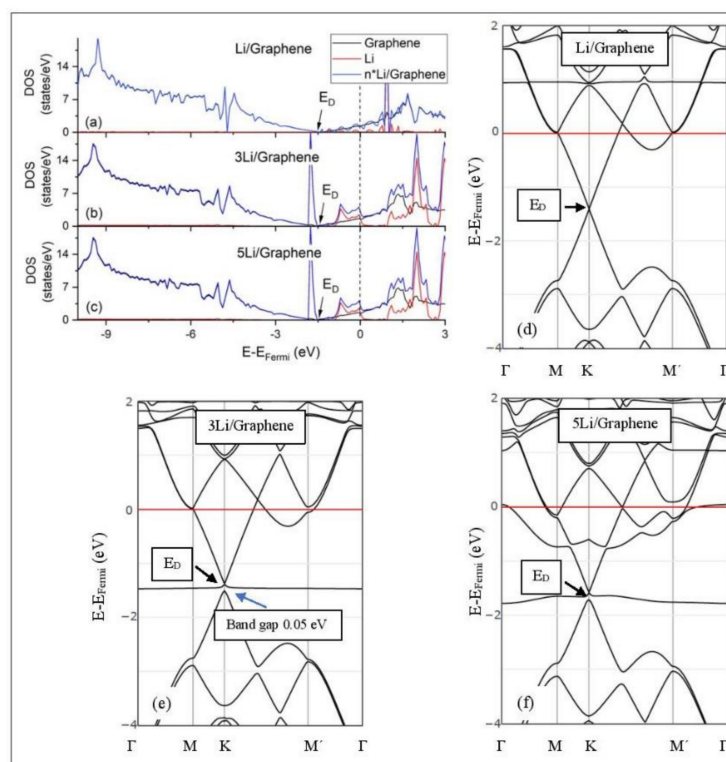 Li/Graphene
Graphene
Li
n*Li/Graphene
DOS
(states/eV)
14
7
0
E_D
(a)
3Li/Graphene
DOS
(states/eV)
14
7
0
E_D
(b)
5Li/Graphene
DOS
(states/eV)
14
7
0
E_D
(c)
-9
-6
-3
0
3
E-E_Fermi (eV)
2
0
−2
−4
E-E_Fermi (eV)
Li/Graphene
E_D
(d)
Γ M K M´ Γ
2
0
−2
−4
E-E_Fermi (eV)
3Li/Graphene
E_D
Band gap 0.05 eV
(e)
Γ M K M´ Γ
2
0
−2
−4
E-E_Fermi (eV)
5Li/Graphene
E_D
(f)
Γ M K M´ Γ